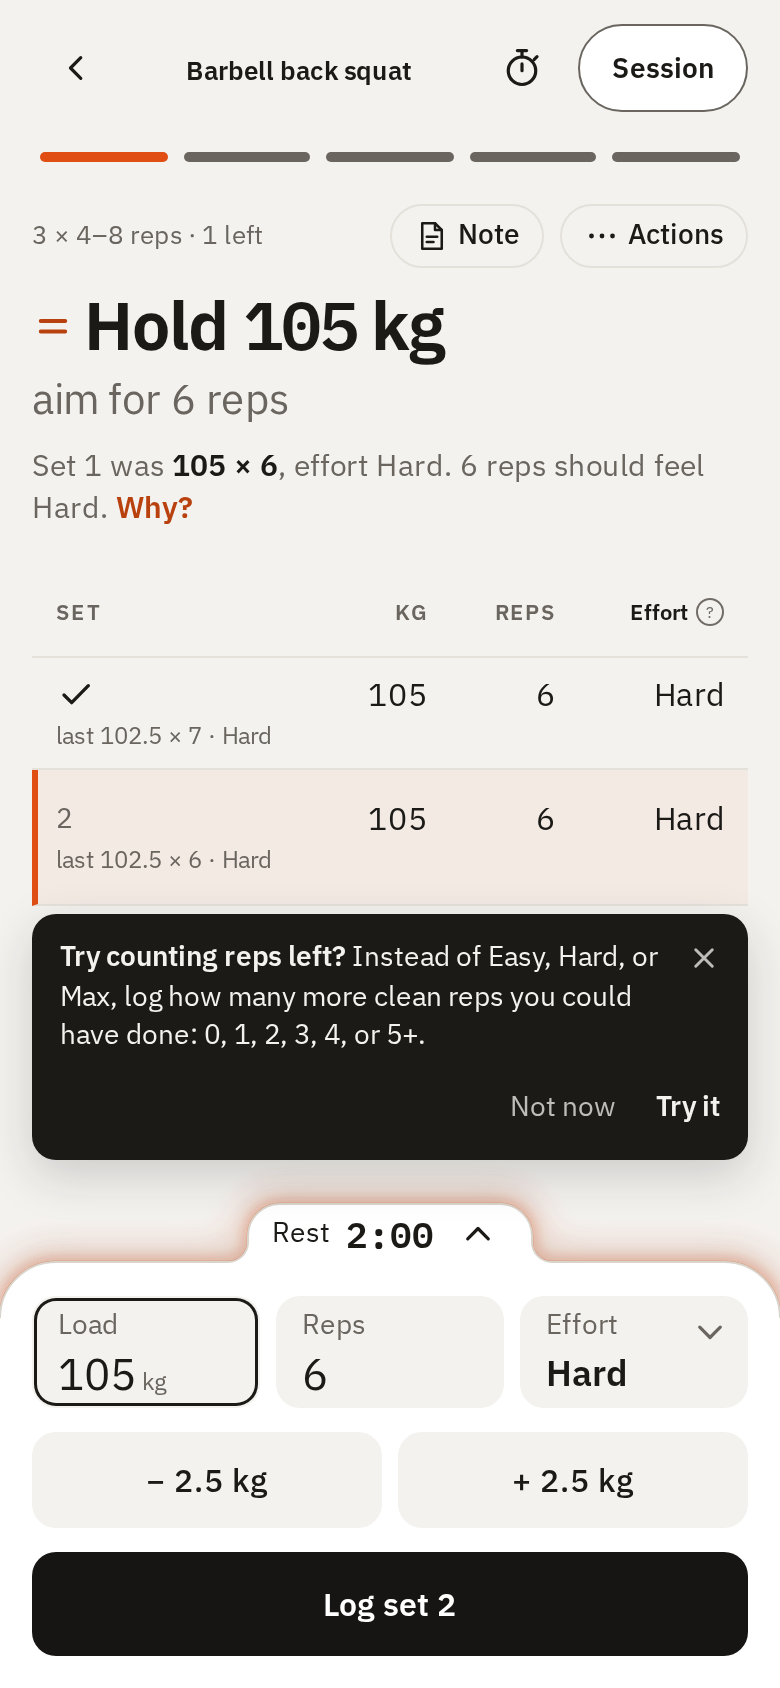 Barbell back squat
Session
3 × 4–8 reps · 1 left
Note
Actions
= Hold 105 kg
aim for 6 reps
Set 1 was 105 × 6, effort Hard. 6 reps should feel
Hard. Why?
SET KG REPS Effort ?
105 6 Hard
last 102.5 × 7 · Hard
2 105 6 Hard
last 102.5 × 6 · Hard
Try counting reps left? Instead of Easy, Hard, or
Max, log how many more clean reps you could
have done: 0, 1, 2, 3, 4, or 5+.
Not now Try it
Rest 2:00
Load Reps Effort
105 kg 6 Hard
– 2.5 kg + 2.5 kg
Log set 2